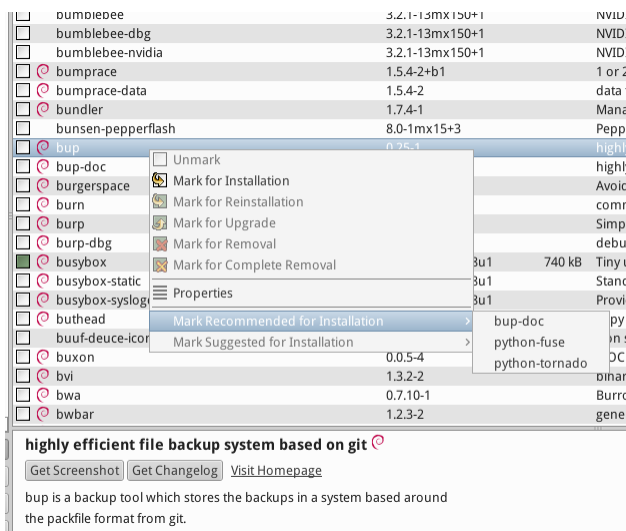 bumblebee 3.2.1-13mx150+1 NVID
bumblebee-dbg 3.2.1-13mx150+1 NVID
bumblebee-nvidia 3.2.1-13mx150+1 NVID
bumprace 1.5.4-2+b1 1 or 2
bumprace-data 1.5.4-2 data
bundler 1.7.4-1 Mana
bunsen-pepperflash 8.0-1mx15+3 Pepp
bup 0.25-1 highl
bup-doc highl
burgerspace Avoid
burn comm
burp Simp
burp-dbg debu
busybox 8u1 740 kB Tiny u
busybox-static 8u1 Stand
busybox-syslog 8u1 Provi
buthead
buuf-deuce-icon
buxon 0.0.5-4
bvi 1.3.2-2 binar
bwa 0.7.10-1 Burro
bwbar 1.2.3-2 gene
Unmark
Mark for Installation
Mark for Reinstallation
Mark for Upgrade
Mark for Removal
Mark for Complete Removal
Properties
Mark Recommended for Installation
Mark Suggested for Installation
bup-doc
python-fuse
python-tornado
highly efficient file backup system based on git
Get Screenshot Get Changelog Visit Homepage
bup is a backup tool which stores the backups in a system based around
the packfile format from git.